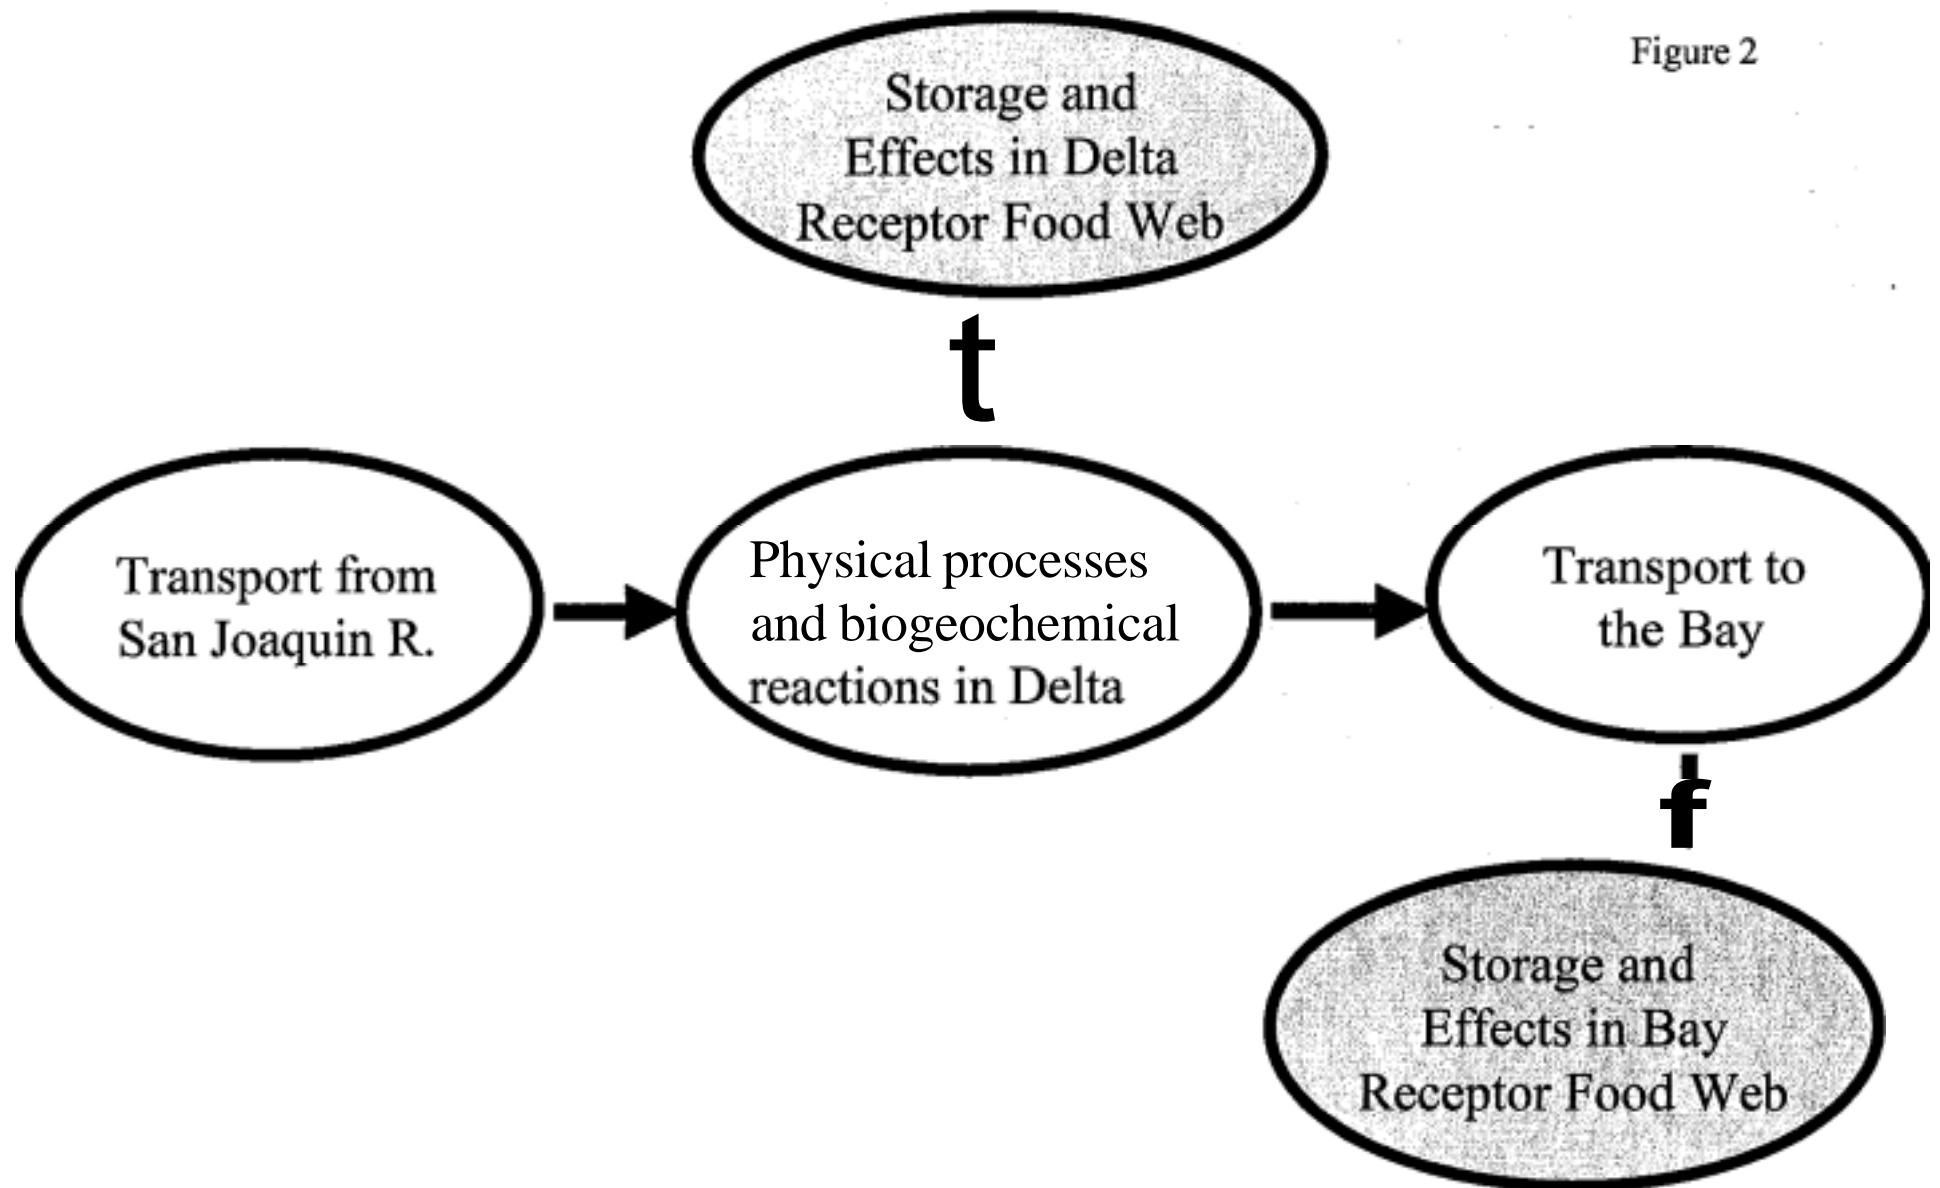 Figure 2
Storage and
Effects in Delta
Receptor Food Web
t
Transport from
San Joaquin R.
Physical processes
and biogeochemical
reactions in Delta
Transport to
the Bay
f
Storage and
Effects in Bay
Receptor Food Web